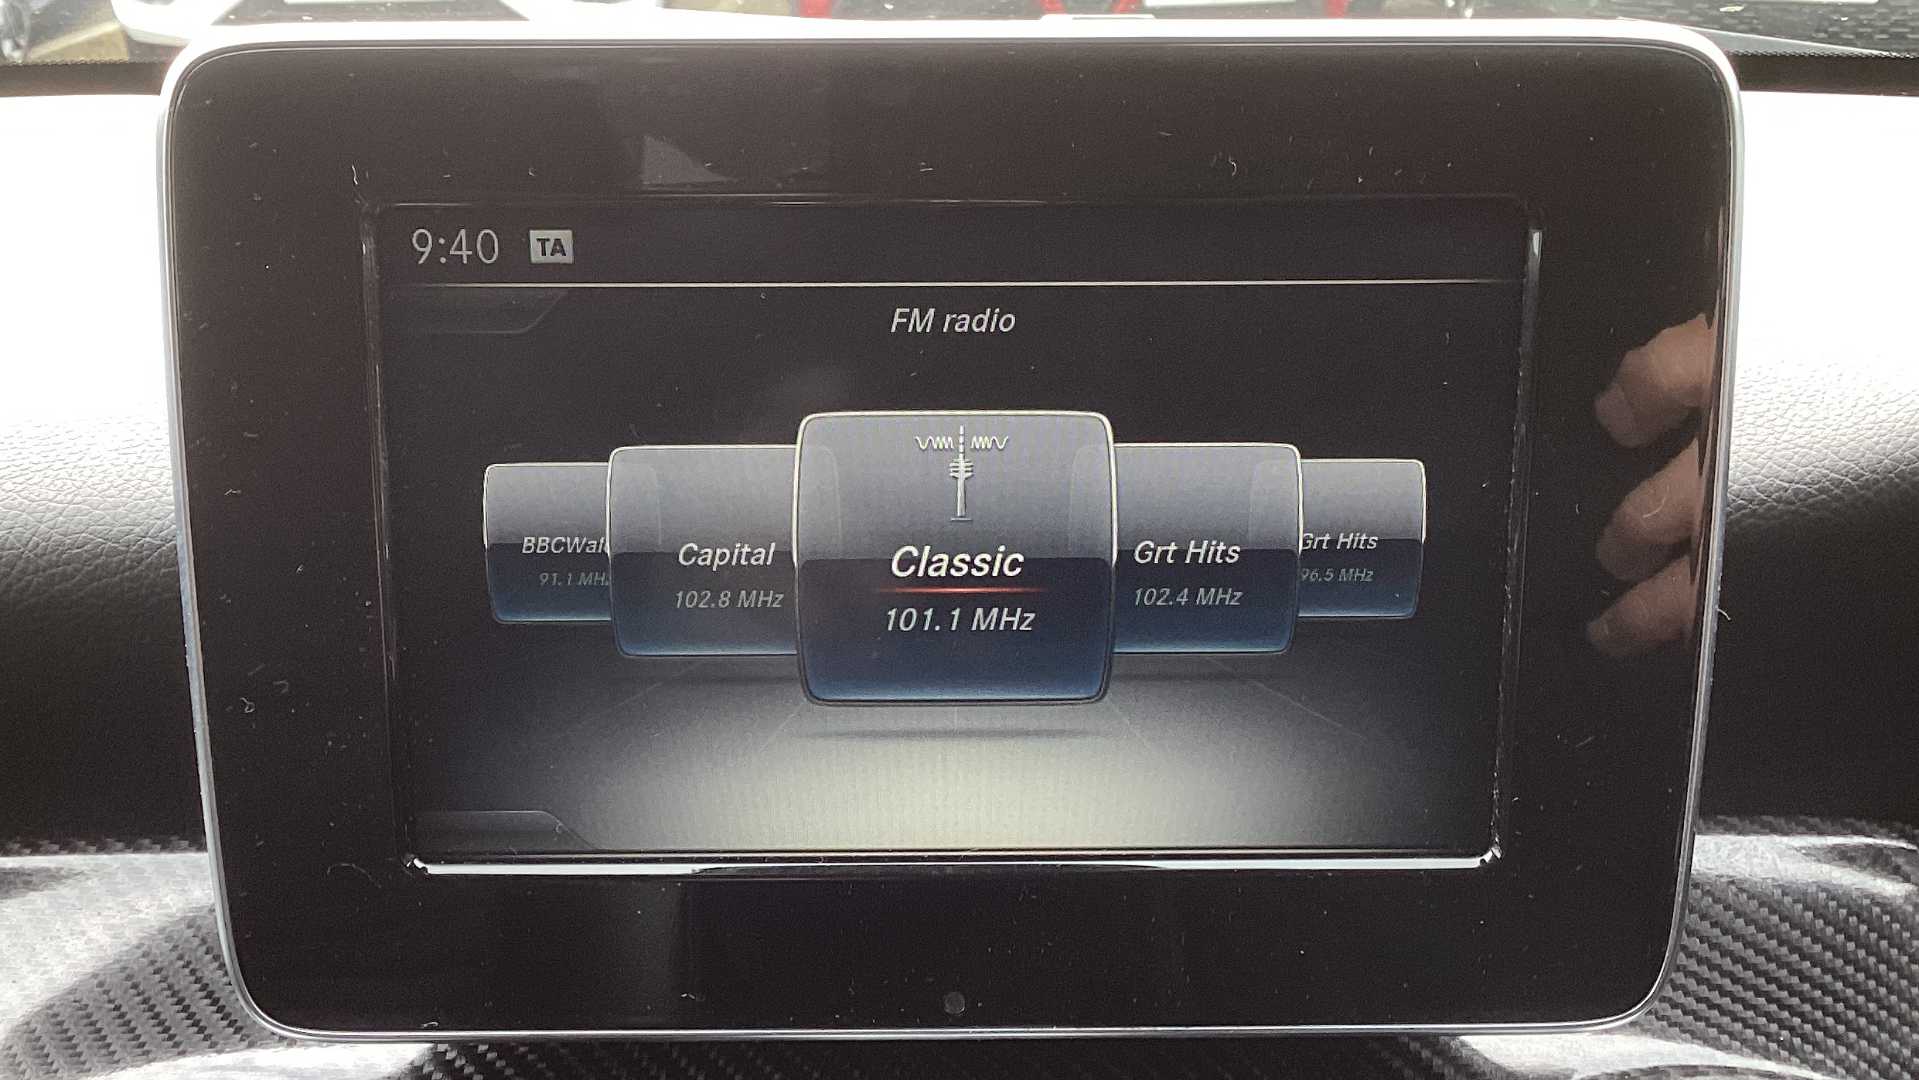 9:40 TA
FM radio
BBCWal
91.1 MHz
Capital
102.8 MHz
Classic
101.1 MHz
Grt Hits
102.4 MHz
Grt Hits
96.5 MHz